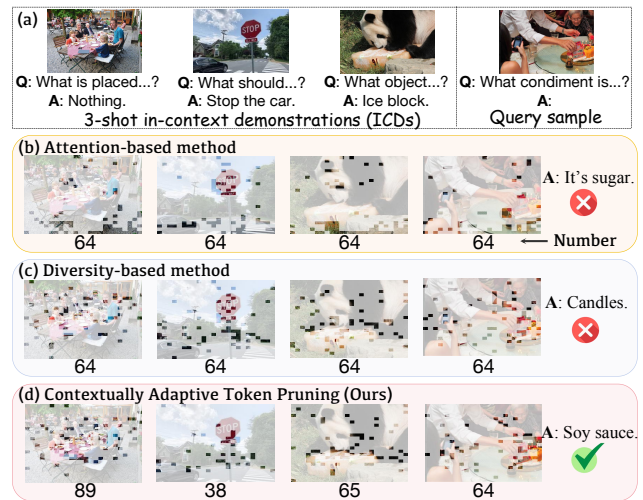 (a)
STOP
Q: What is placed...?
A: Nothing.
Q: What should...?
A: Stop the car.
Q: What object...?
A: Ice block.
Q: What condiment is...?
A:
3-shot in-context demonstrations (ICDs)
Query sample
(b) Attention-based method
STOP
A: It's sugar.
64 64 64 64 ← Number
(c) Diversity-based method
A: Candles.
64 64 64 64
(d) Contextually Adaptive Token Pruning (Ours)
STOP
A: Soy sauce.
89 38 65 64